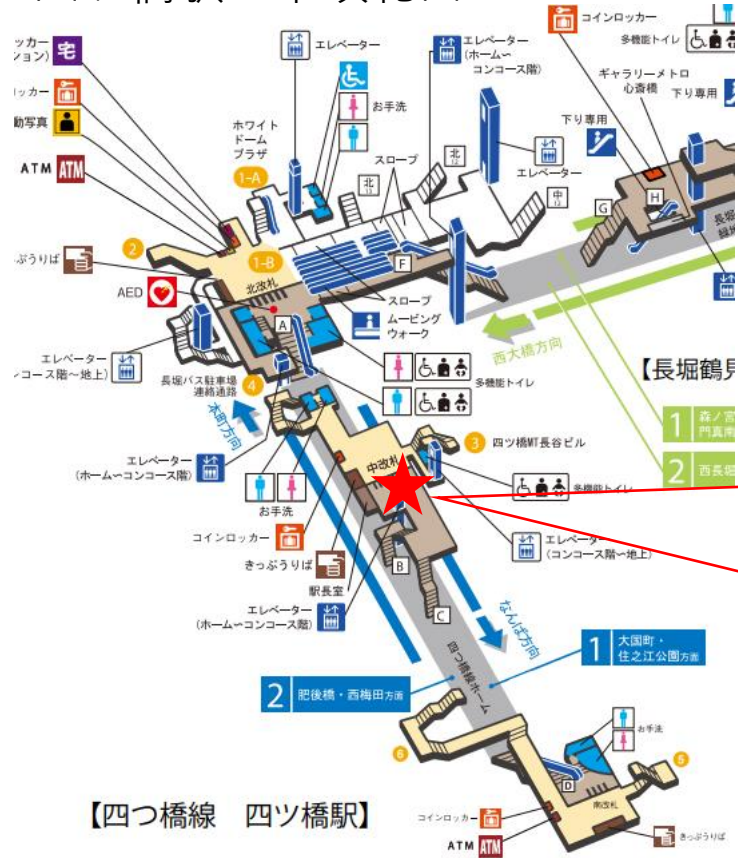 コインロッカー
多機能トイレ
ッカー
ション)
宅
エレベーター
エレベーター
(ホーム〜
コンコース階)
ギャラリーメトロ
心斎橋
下り専用
ッカー
動写真
お手洗
ホワイト
ドーム
プラザ
下り専用
ATM ATM
スロープ
北
12
エレベーター
1-A
北
13
中
12
G
H
長堀
緑地
2
ぷうりば
1-B
F
北改札
AED
A
スロープ
ムービング
ウォーク
西大橋方向
エレベーター
コンコース階〜地上)
長堀バス駐車場
連絡通路
4
多機能トイレ
【長堀鶴見
本町方向
1
森ノ宮
門真南
3
四ツ橋MT長谷ビル
エレベーター
(ホーム〜コンコース階)
中改札
2
西長堀
多機能トイレ
お手洗
コインロッカー
エレベーター
(コンコース階〜地上)
きっぷうりば
B
駅長室
エレベーター
(ホーム〜コンコース階)
C
なんば方向
1
大国町・
住之江公園方面
四つ橋線ホーム
2
肥後橋・西梅田方面
お手洗
6
5
D
南改札
【四つ橋線 四ツ橋駅】
コインロッカー
きっぷうりば
ATM ATM